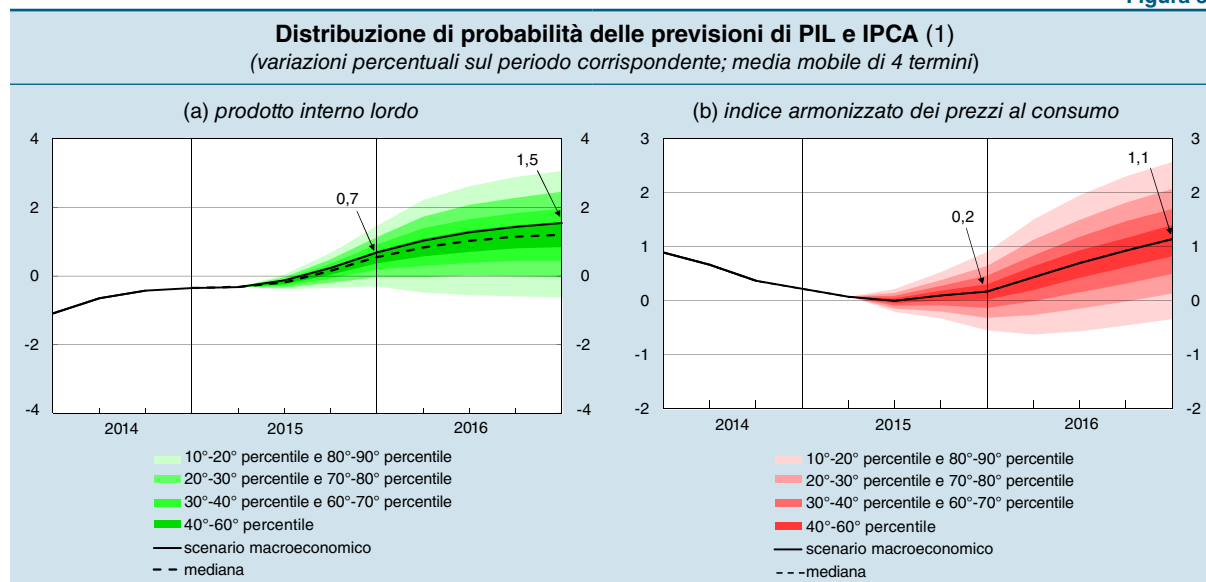 Distribuzione di probabilità delle previsioni di PIL e IPCA (1)
(variazioni percentuali sul periodo corrispondente; media mobile di 4 termini)
(a) prodotto interno lordo
4
2
0
-2
-4
4
2
0
-2
-4
0,7
1,5
2014
2015
2016
10°-20° percentile e 80°-90° percentile
20°-30° percentile e 70°-80° percentile
30°-40° percentile e 60°-70° percentile
40°-60° percentile
scenario macroeconomico
mediana
(b) indice armonizzato dei prezzi al consumo
3
2
1
0
-1
-2
3
2
1
0
-1
-2
0,2
1,1
2014
2015
2016
10°-20° percentile e 80°-90° percentile
20°-30° percentile e 70°-80° percentile
30°-40° percentile e 60°-70° percentile
40°-60° percentile
scenario macroeconomico
mediana